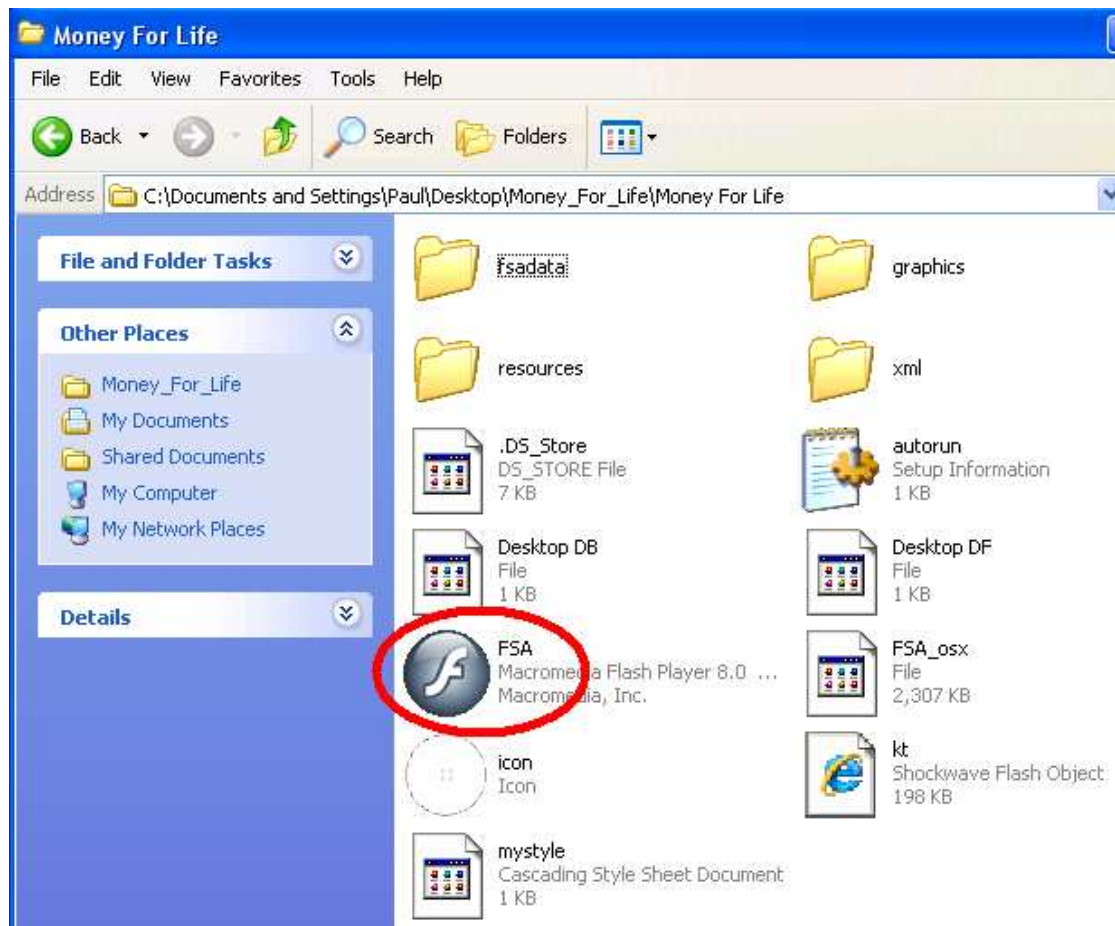 Money For Life
File Edit View Favorites Tools Help
Back Search Folders
Address C:\Documents and Settings\Paul\Desktop\Money_For_Life\Money For Life
File and Folder Tasks
Other Places
Money_For_Life
My Documents
Shared Documents
My Computer
My Network Places
Details
fsadata
graphics
resources
xml
.DS_Store
DS_STORE File
7 KB
autorun
Setup Information
1 KB
Desktop DB
File
1 KB
Desktop DF
File
1 KB
FSA
Macromedia Flash Player 8.0 ...
Macromedia, Inc.
FSA_osx
File
2,307 KB
icon
Icon
kt
Shockwave Flash Object
198 KB
mystyle
Cascading Style Sheet Document
1 KB